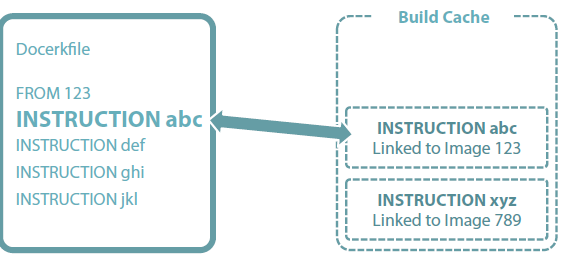 Docerkfile
FROM 123
INSTRUCTION abc
INSTRUCTION def
INSTRUCTION ghi
INSTRUCTION jkl
Build Cache
INSTRUCTION abc
Linked to Image 123
INSTRUCTION xyz
Linked to Image 789